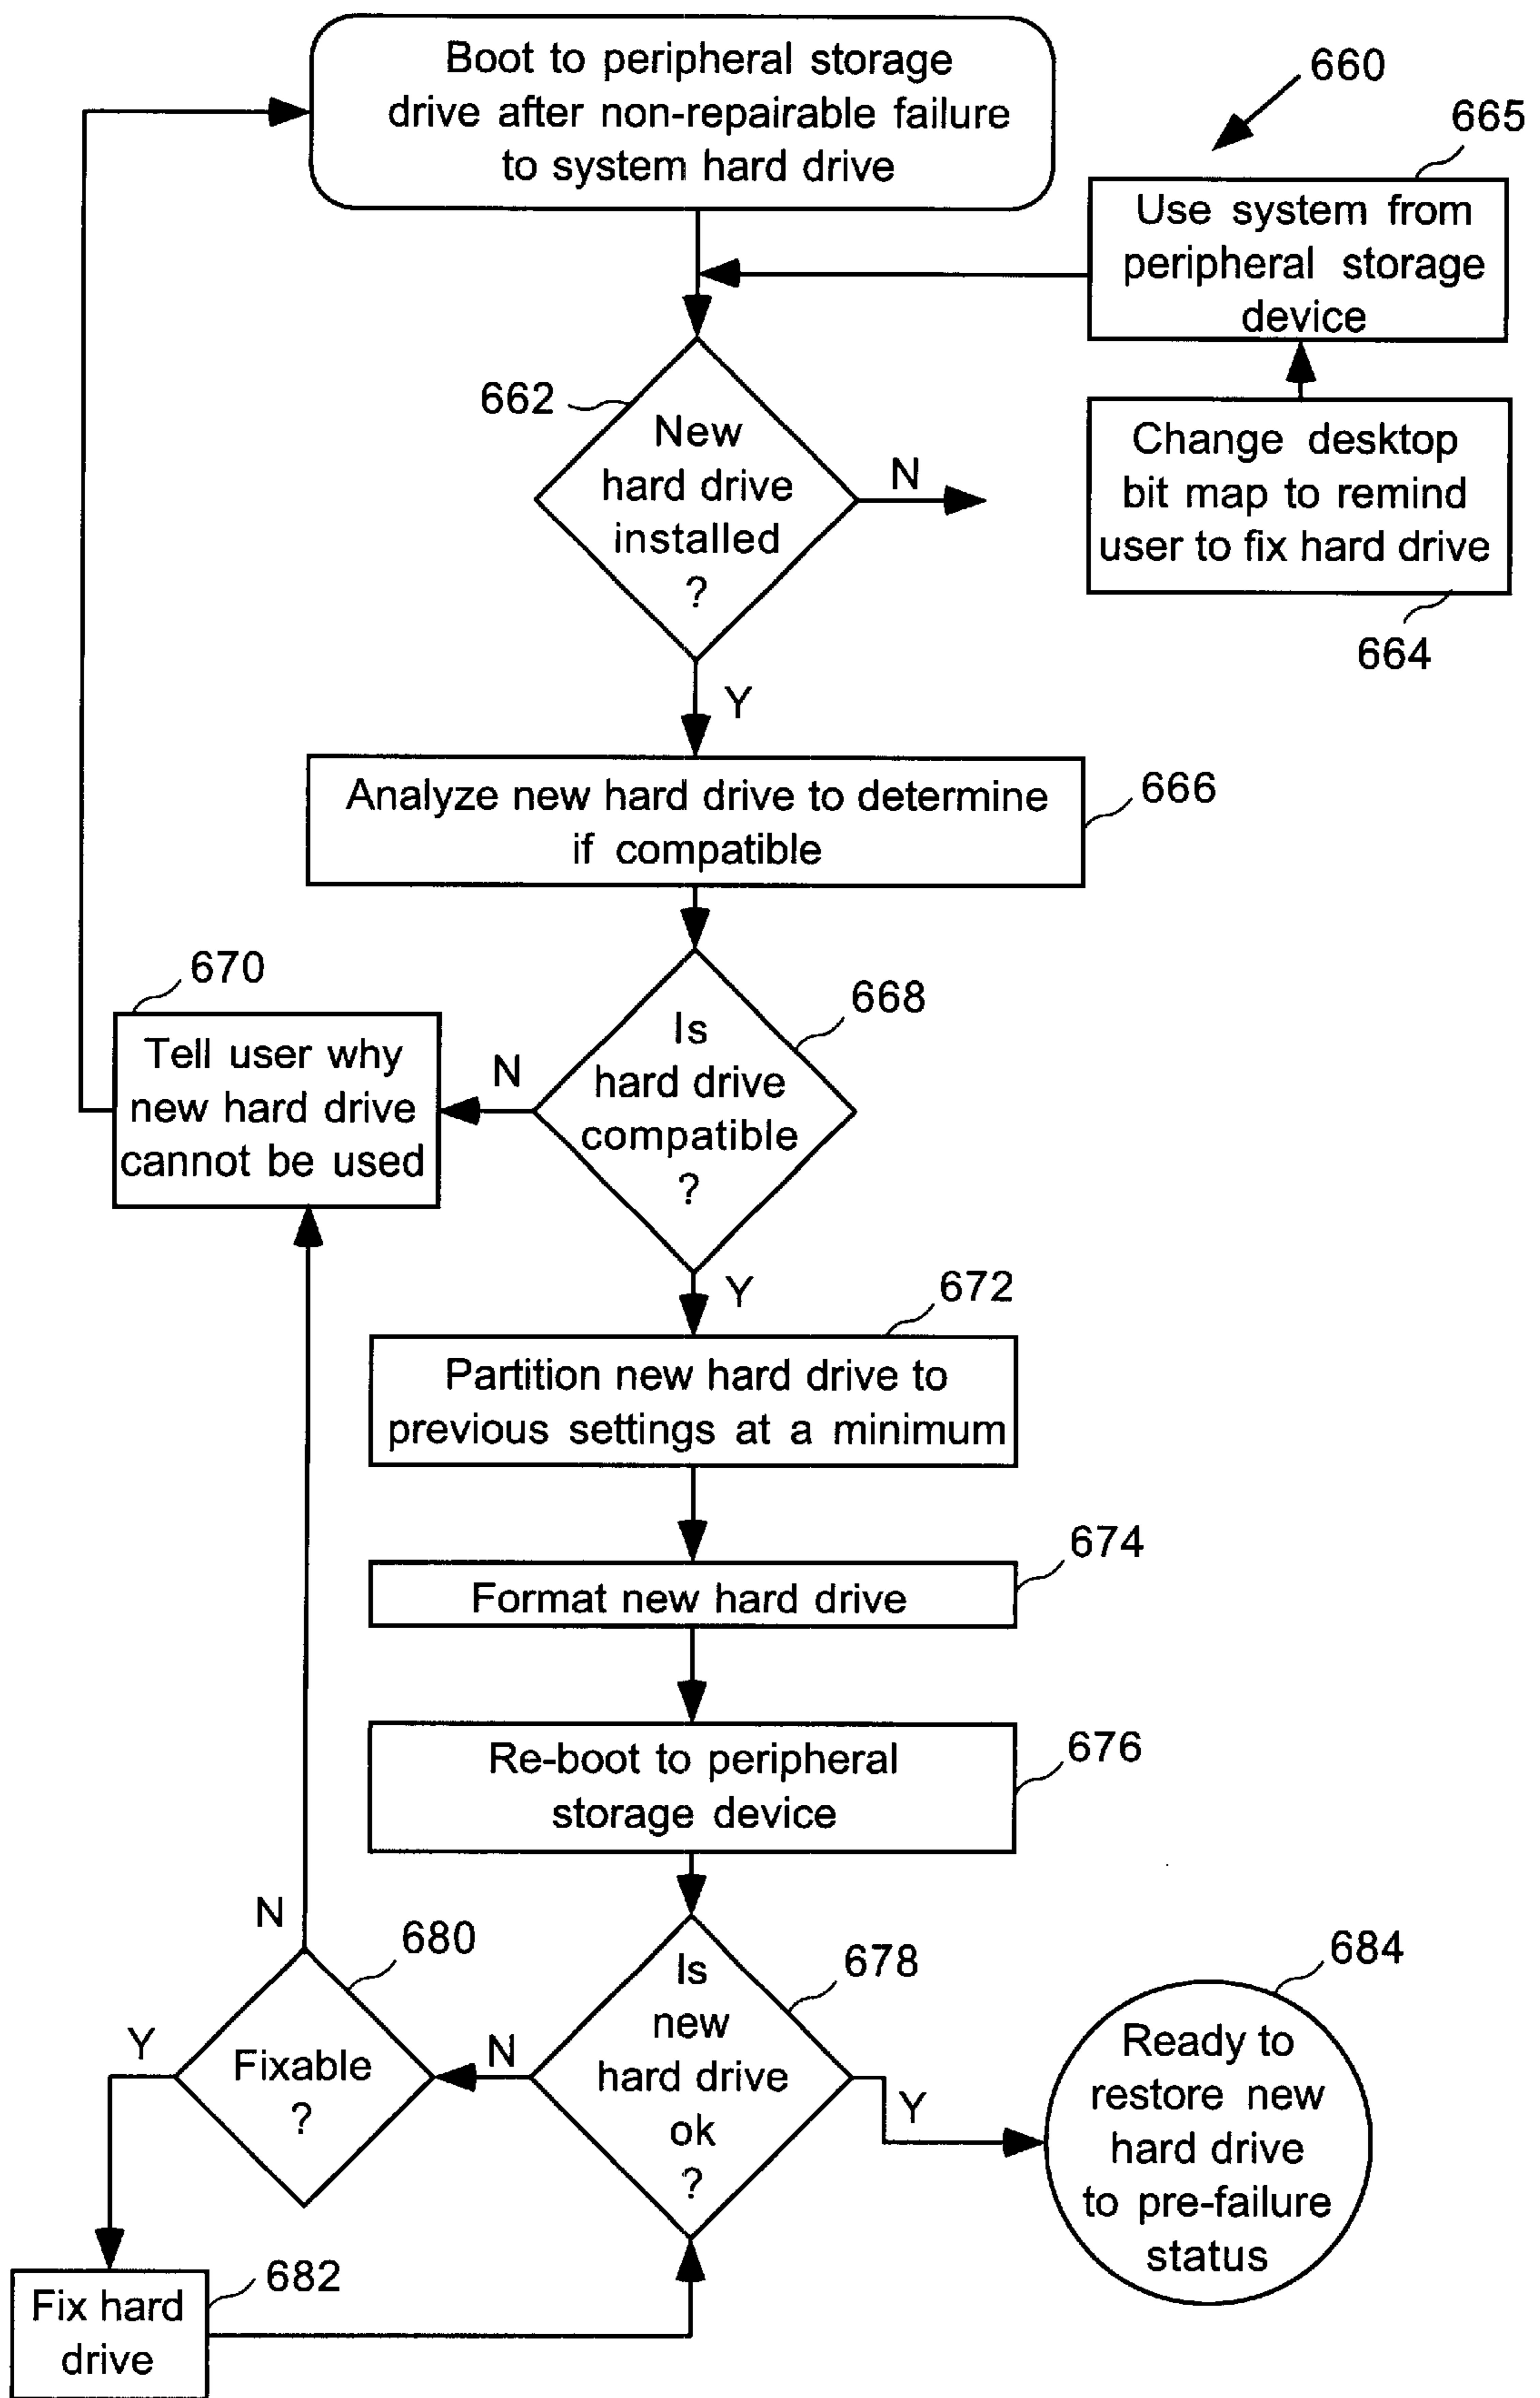 Boot to peripheral storage
drive after non-repairable failure
to system hard drive
660
665
Use system from
peripheral storage
device
662
New
hard drive
installed
?
N
Change desktop
bit map to remind
user to fix hard drive
664
Y
Analyze new hard drive to determine
if compatible
666
670
Tell user why
new hard drive
cannot be used
N
668
Is
hard drive
compatible
?
Y
672
Partition new hard drive to
previous settings at a minimum
674
Format new hard drive
676
Re-boot to peripheral
storage device
N
680
Y
Fixable
?
N
678
Is
new
hard drive
ok
?
Y
684
Ready to
restore new
hard drive
to pre-failure
status
682
Fix hard
drive